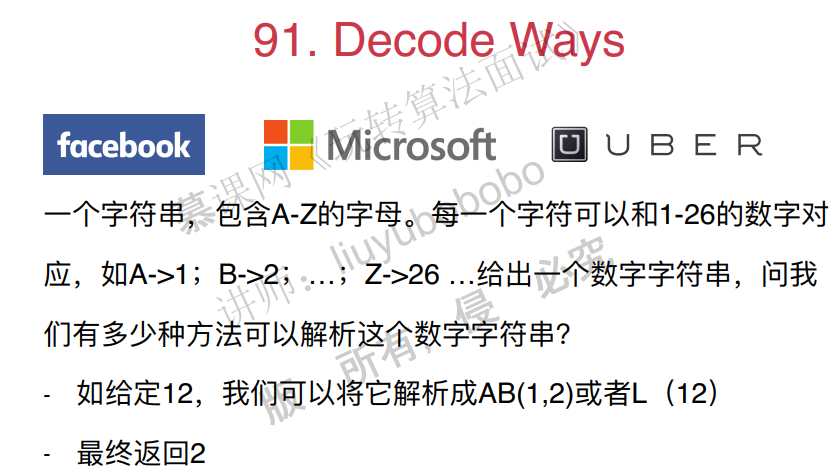 91. Decode Ways
facebook
Microsoft
U UBER
一个字符串，包含A-Z的字母。每一个字符可以和1-26的数字对
应，如A->1；B->2；…；Z->26 …给出一个数字字符串，问我
们有多少种方法可以解析这个数字字符串？
- 如给定12，我们可以将它解析成AB(1,2)或者L（12）
- 最终返回2
慕课网《玩转算法面试》
讲师：liuyubobobo
版 所有，侵 必究